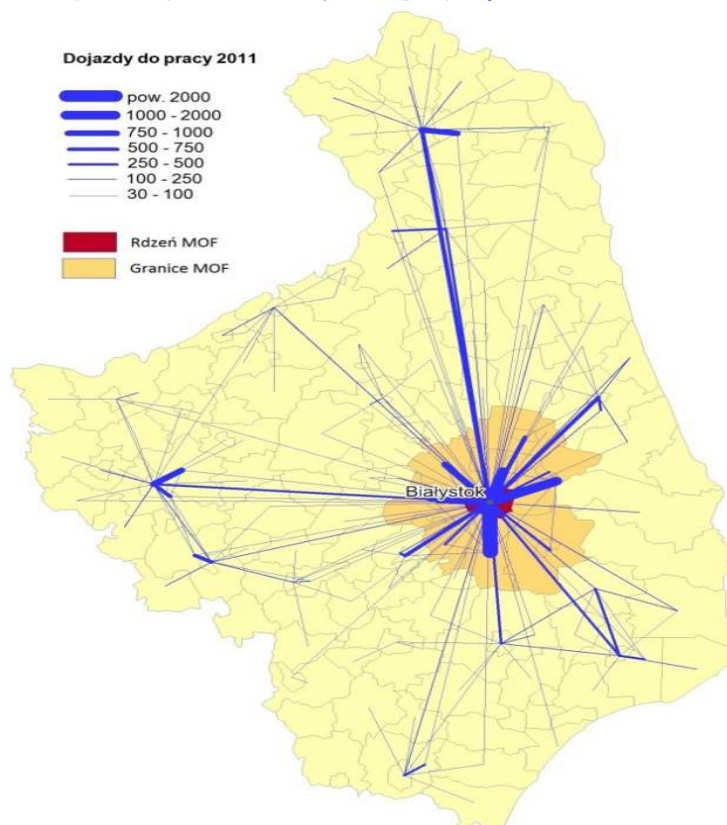 Dojazdy do pracy 2011
pow. 2000
1000 - 2000
750 - 1000
500 - 750
250 - 500
100 - 250
30 - 100
Rdzeń MOF
Granice MOF
Białystok